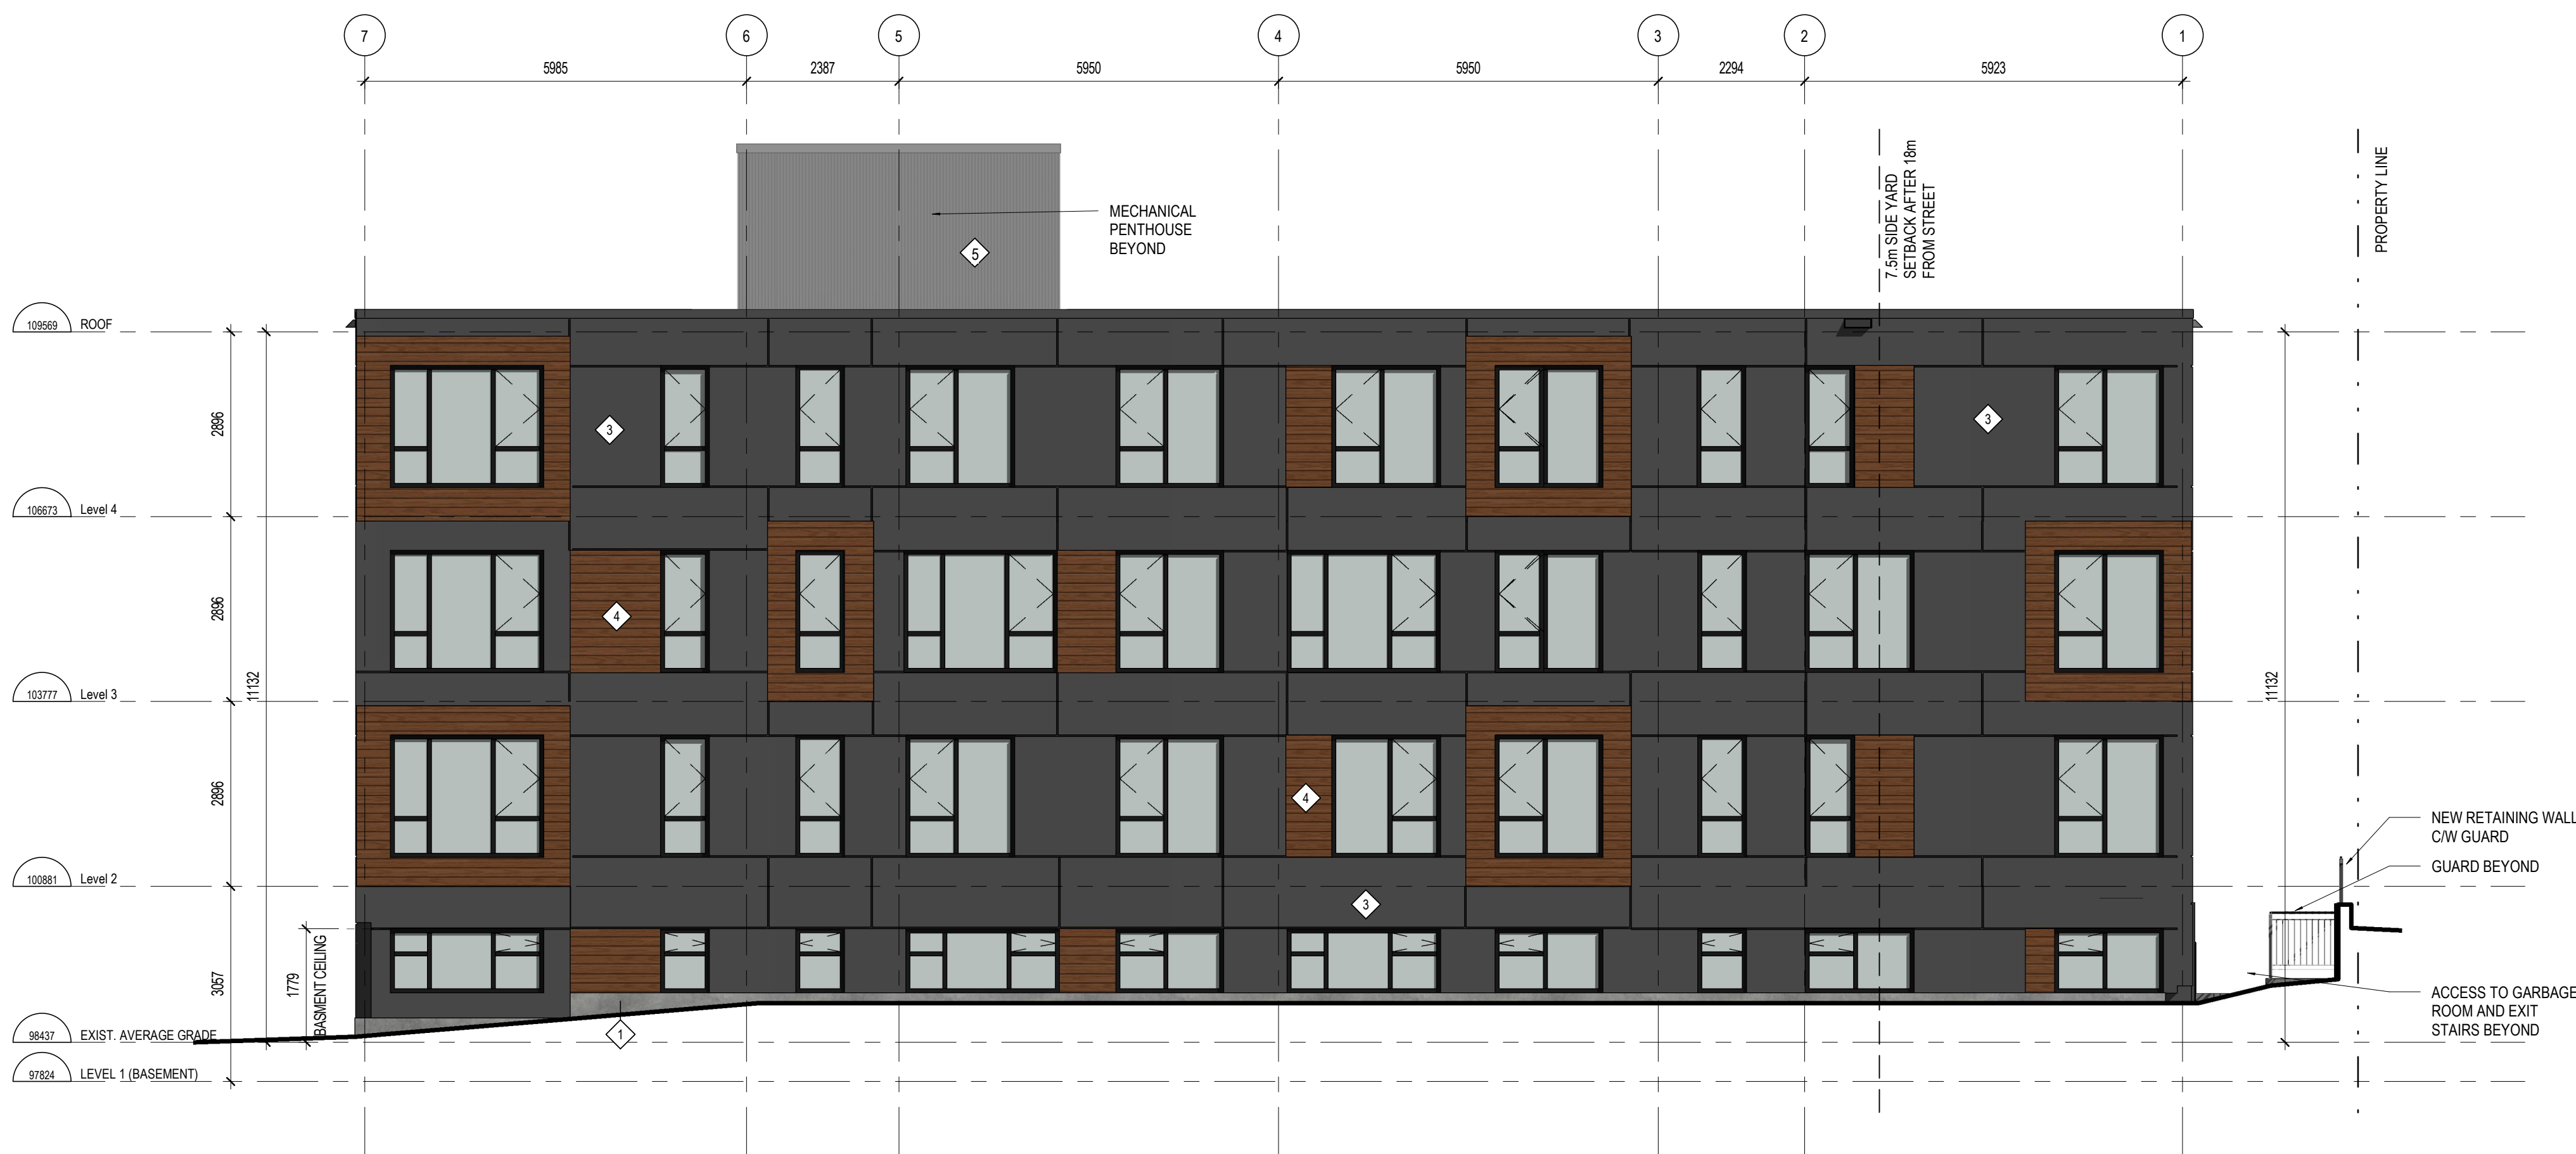 7
6
5
4
3
2
1
5985
2387
5950
5950
2294
5923
7.5m SIDE YARD
SETBACK AFTER 18m
FROM STREET
PROPERTY LINE
MECHANICAL
PENTHOUSE
BEYOND
5
109569 ROOF
2896
3
3
106673 Level 4
2896
4
11132
11132
103777 Level 3
2896
4
NEW RETAINING WALL
C/W GUARD
GUARD BEYOND
100881 Level 2
3
3057
1779
BASMENT CEILING
ACCESS TO GARBAGE
ROOM AND EXIT
STAIRS BEYOND
1
98437 EXIST. AVERAGE GRADE
97824 LEVEL 1 (BASEMENT)